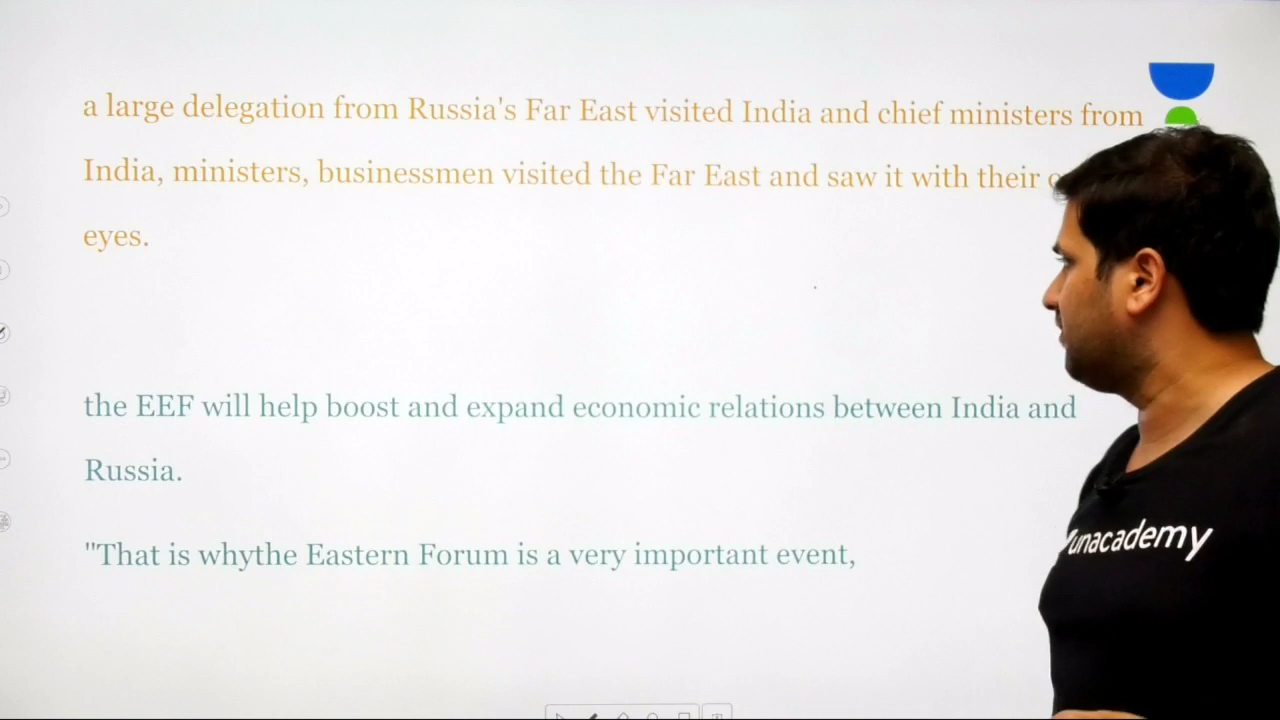 a large delegation from Russia's Far East visited India and chief ministers from
India, ministers, businessmen visited the Far East and saw it with their
eyes.
the EEF will help boost and expand economic relations between India and
Russia.
"That is whythe Eastern Forum is a very important event,
unacademy